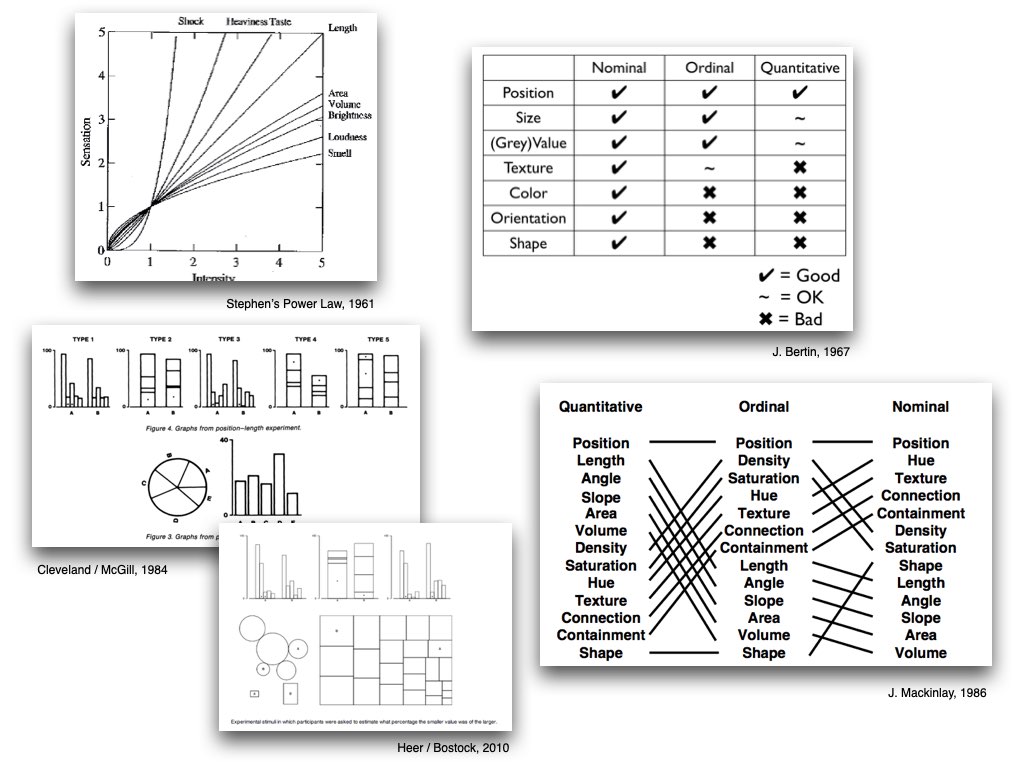 Shock Heaviness Taste
Length
5
4
Area
Volume
3
Brightness
Loudness
Smell
2
1
0
Sensation
0 1 2 3 4 5
Intensity
Stephen's Power Law, 1961
Nominal Ordinal Quantitative
Position ✔ ✔ ✔
Size ✔ ✔ ~
(Grey)Value ✔ ✔ ~
Texture ✔ ~ ✖
Color ✔ ✖ ✖
Orientation ✔ ✖ ✖
Shape ✔ ✖ ✖
✔ = Good
~ = OK
✖ = Bad
J. Bertin, 1967
TYPE 1 TYPE 2 TYPE 3 TYPE 4 TYPE 5
100 100 100 100 100
0 0 0 0 0
A B A B A B A B A B
Figure 4. Graphs from position–length experiment.
40
B
A
C
E
D
0
A B C D E
Figure 3. Graphs from p
Cleveland / McGill, 1984
Experimental stimuli in which participants were asked to estimate what percentage the smaller value was of the larger.
Heer / Bostock, 2010
Quantitative Ordinal Nominal
Position Position Position
Length Density Hue
Angle Saturation Texture
Slope Hue Connection
Area Texture Containment
Volume Connection Density
Density Containment Saturation
Saturation Length Shape
Hue Angle Length
Texture Slope Angle
Connection Area Slope
Containment Volume Area
Shape Shape Volume
J. Mackinlay, 1986